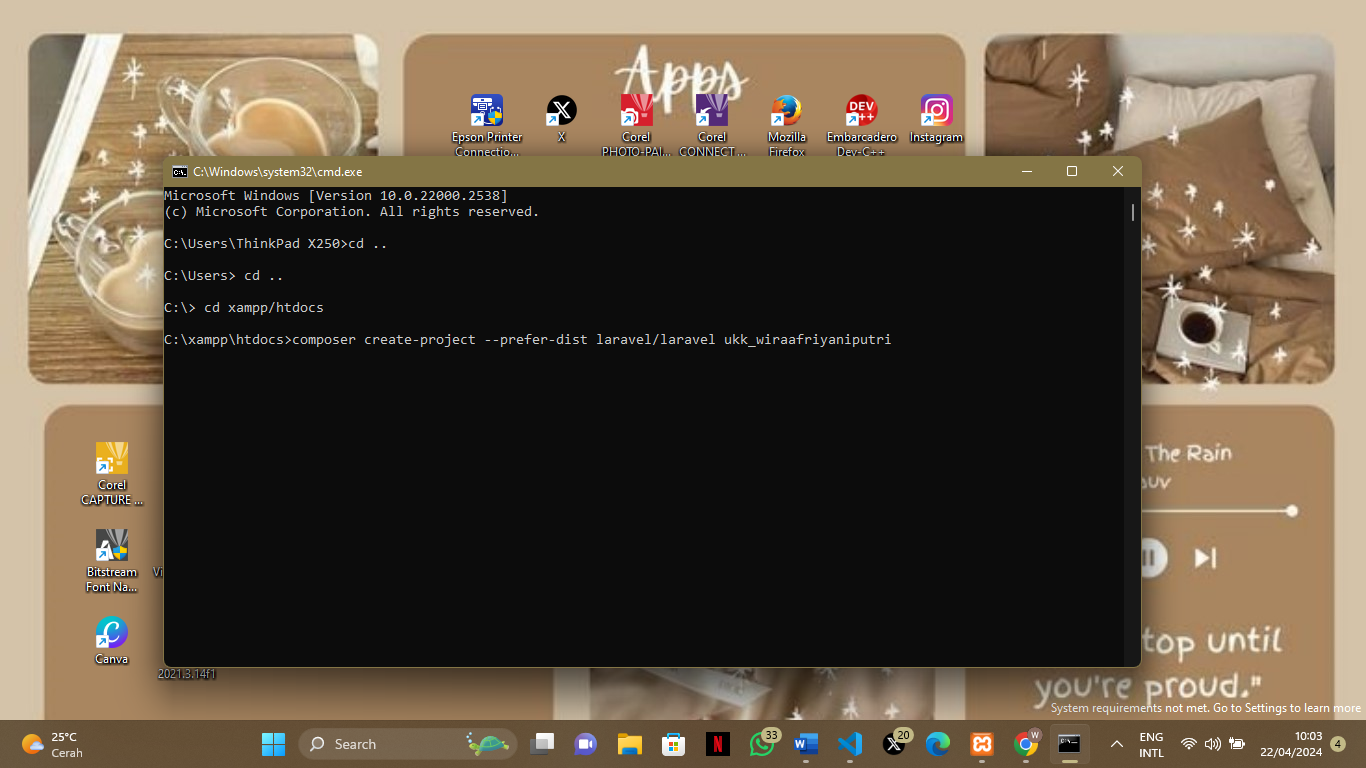 Apps
Epson Printer
Connectio...
X
Corel
PHOTO-PAI...
Corel
CONNECT ...
Mozilla
Firefox
DEV
C++
Embarcadero
Dev-C++
Instagram
C:\Windows\system32\cmd.exe
Microsoft Windows [Version 10.0.22000.2538]
(c) Microsoft Corporation. All rights reserved.
C:\Users\ThinkPad X250>cd ..
C:\Users> cd ..
C:\> cd xampp/htdocs
C:\xampp\htdocs>composer create-project --prefer-dist laravel/laravel ukk_wiraafriyaniputri
The Rain
Corel
CAPTURE ...
Bitstream
Font Na...
Vi
Canva
2021.3.14f1
top until
you're proud."
System requirements not met. Go to Settings to learn more
25°C
Cerah
Search
33
20
W
ENG
INTL
10:03
22/04/2024
4